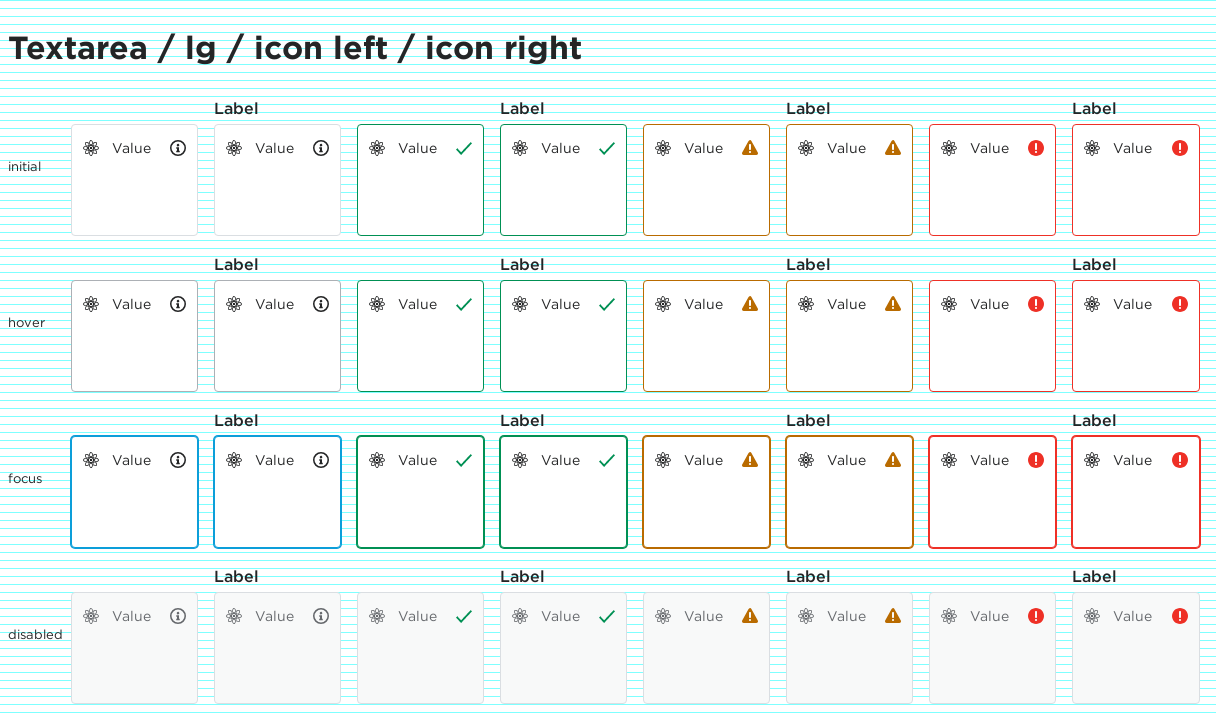 Textarea / lg / icon left / icon right
Label Label Label Label
initial Value Value Value Value Value Value Value Value
Label Label Label Label
hover Value Value Value Value Value Value Value Value
Label Label Label Label
focus Value Value Value Value Value Value Value Value
Label Label Label Label
disabled Value Value Value Value Value Value Value Value